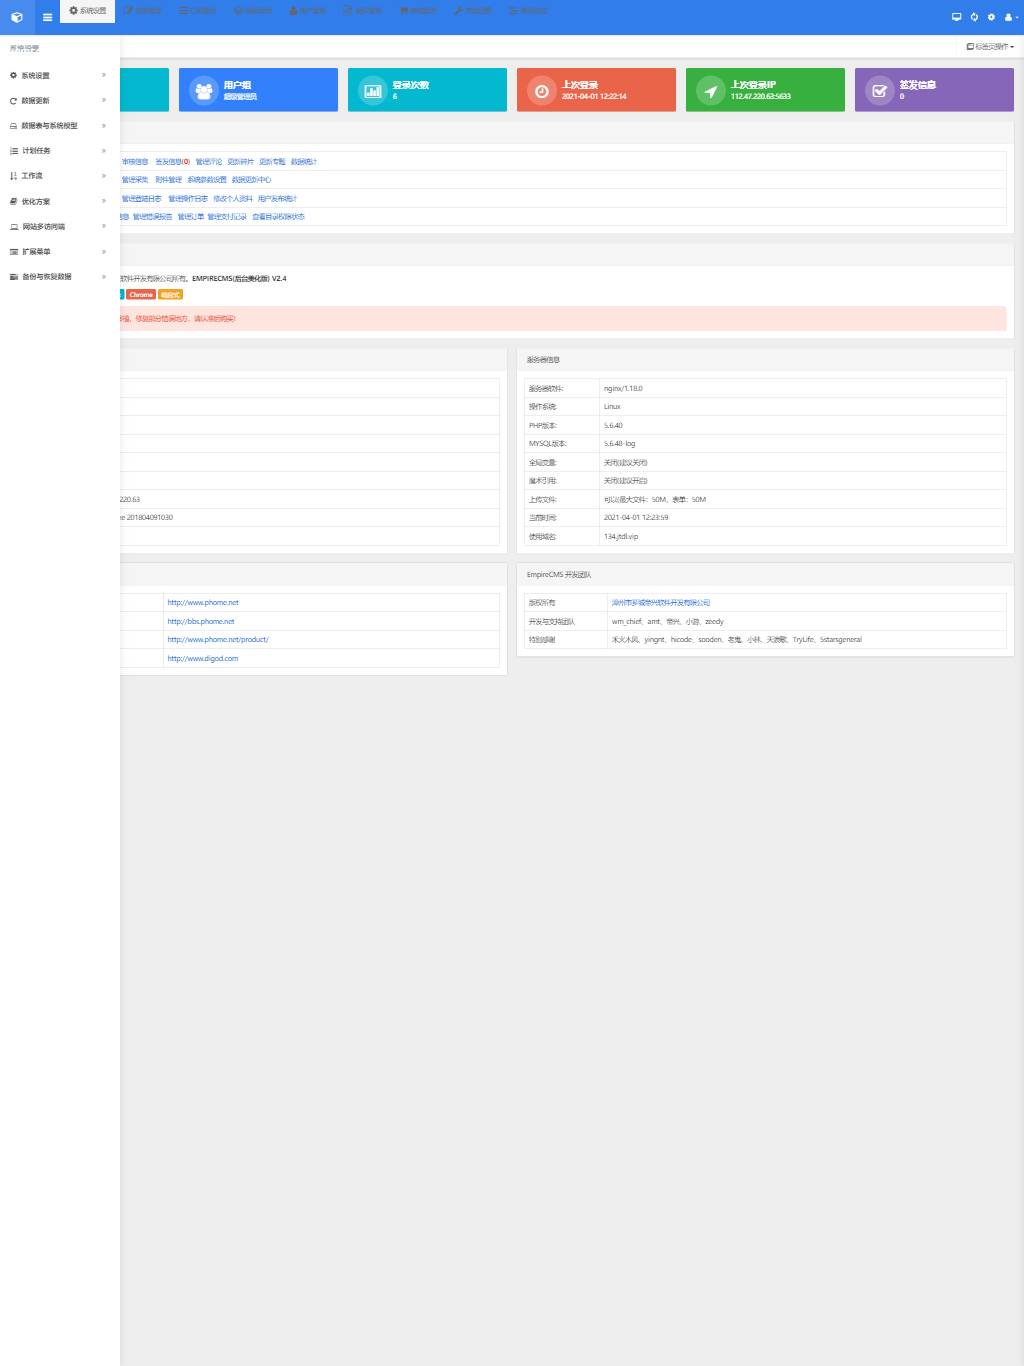 系统设置
标签页操作
系统设置
系统设置
数据更新
数据表与系统模型
计划任务
工作流
优化方案
网站多访问端
扩展菜单
备份与恢复数据
用户组
超级管理员
登录次数
6
上次登录
2021-04-01 12:22:14
上次登录IP
112.47.220.63:5633
签发信息
0
审核信息 签发信息(0) 管理评论 更新碎片 更新专题 数据统计
管理采集 附件管理 系统参数设置 数据更新中心
管理登陆日志 管理操作日志 修改个人资料 用户发布统计
管理错误报告 管理订单 管理支付记录 查看目录权限状态
软件开发有限公司所有。EMPIRECMS(后台美化版) V2.4
Chrome 响应式
修复部分错误地方，请认准后购买!
服务器信息
服务器软件: nginx/1.18.0
操作系统: Linux
PHP版本: 5.6.40
MYSQL版本: 5.6.48-log
全局变量: 关闭(建议关闭)
魔术引用: 关闭(建议开启)
上传文件: 可以(最大文件：50M，表单：50M
当前时间: 2021-04-01 12:23:59
使用域名: 134.jtdl.vip
220.63
201804091030
http://www.phome.net
http://bbs.phome.net
http://www.phome.net/product/
http://www.digod.com
EmpireCMS 开发团队
版权所有 漳州市芗城帝兴软件开发有限公司
开发与支持团队 wm_chief、amt、帝兴、小游、zeedy
特别感谢 禾火木风、yingnt、hicode、sooden、老鬼、小林、天浪歌、TryLife、5starsgeneral